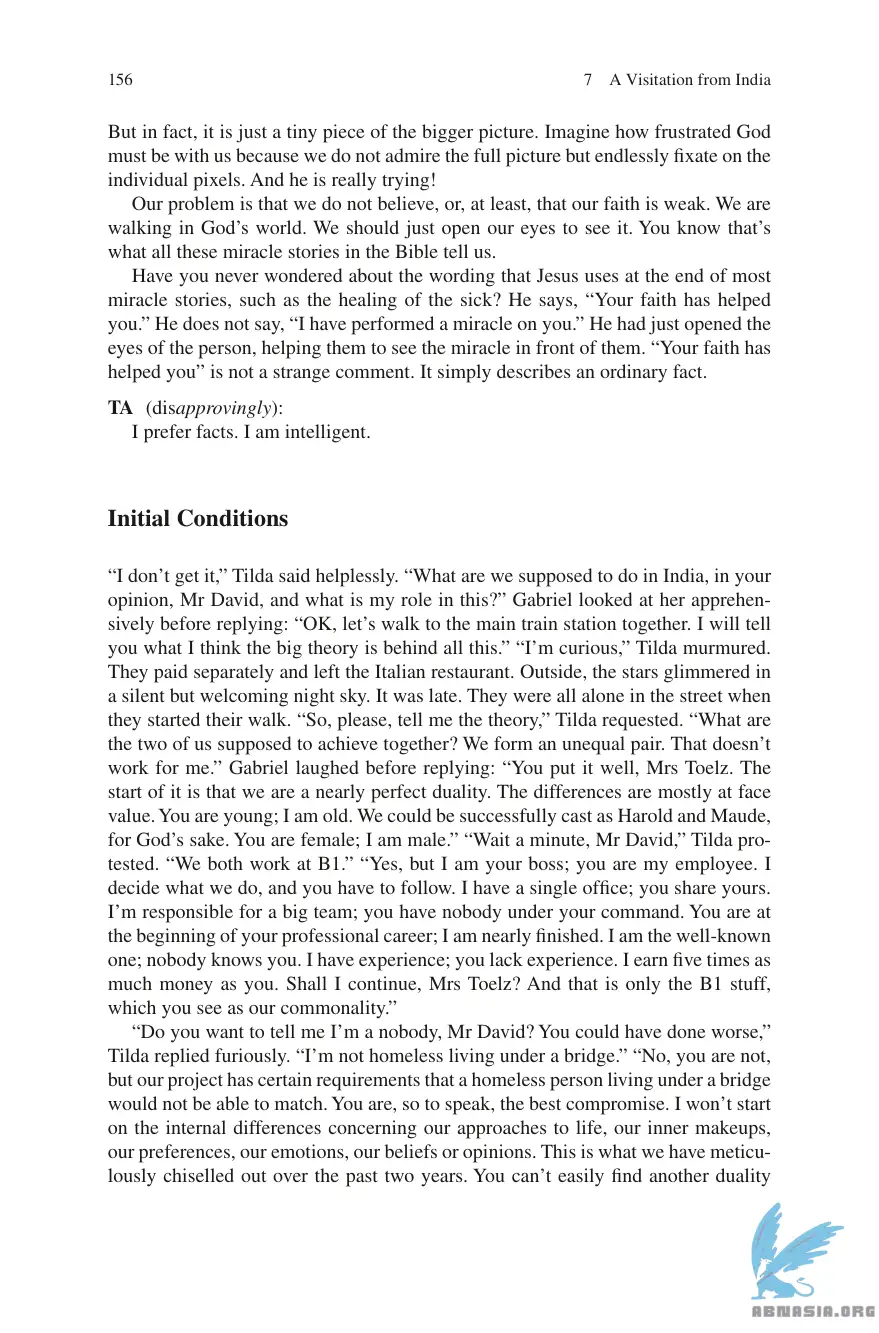 156
7 A Visitation from India
But in fact, it is just a tiny piece of the bigger picture. Imagine how frustrated God
must be with us because we do not admire the full picture but endlessly fixate on the
individual pixels. And he is really trying!
Our problem is that we do not believe, or, at least, that our faith is weak. We are
walking in God’s world. We should just open our eyes to see it. You know that’s
what all these miracle stories in the Bible tell us.
Have you never wondered about the wording that Jesus uses at the end of most
miracle stories, such as the healing of the sick? He says, “Your faith has helped
you.” He does not say, “I have performed a miracle on you.” He had just opened the
eyes of the person, helping them to see the miracle in front of them. “Your faith has
helped you” is not a strange comment. It simply describes an ordinary fact.
TA (disapprovingly):
I prefer facts. I am intelligent.
Initial Conditions
“I don’t get it,” Tilda said helplessly. “What are we supposed to do in India, in your
opinion, Mr David, and what is my role in this?” Gabriel looked at her apprehen-
sively before replying: “OK, let’s walk to the main train station together. I will tell
you what I think the big theory is behind all this.” “I’m curious,” Tilda murmured.
They paid separately and left the Italian restaurant. Outside, the stars glimmered in
a silent but welcoming night sky. It was late. They were all alone in the street when
they started their walk. “So, please, tell me the theory,” Tilda requested. “What are
the two of us supposed to achieve together? We form an unequal pair. That doesn’t
work for me.” Gabriel laughed before replying: “You put it well, Mrs Toelz. The
start of it is that we are a nearly perfect duality. The differences are mostly at face
value. You are young; I am old. We could be successfully cast as Harold and Maude,
for God’s sake. You are female; I am male.” “Wait a minute, Mr David,” Tilda pro-
tested. “We both work at B1.” “Yes, but I am your boss; you are my employee. I
decide what we do, and you have to follow. I have a single office; you share yours.
I’m responsible for a big team; you have nobody under your command. You are at
the beginning of your professional career; I am nearly finished. I am the well-known
one; nobody knows you. I have experience; you lack experience. I earn five times as
much money as you. Shall I continue, Mrs Toelz? And that is only the B1 stuff,
which you see as our commonality.”
“Do you want to tell me I’m a nobody, Mr David? You could have done worse,”
Tilda replied furiously. “I’m not homeless living under a bridge.” “No, you are not,
but our project has certain requirements that a homeless person living under a bridge
would not be able to match. You are, so to speak, the best compromise. I won’t start
on the internal differences concerning our approaches to life, our inner makeups,
our preferences, our emotions, our beliefs or opinions. This is what we have meticu-
lously chiselled out over the past two years. You can’t easily find another duality
ABNASIA.ORG